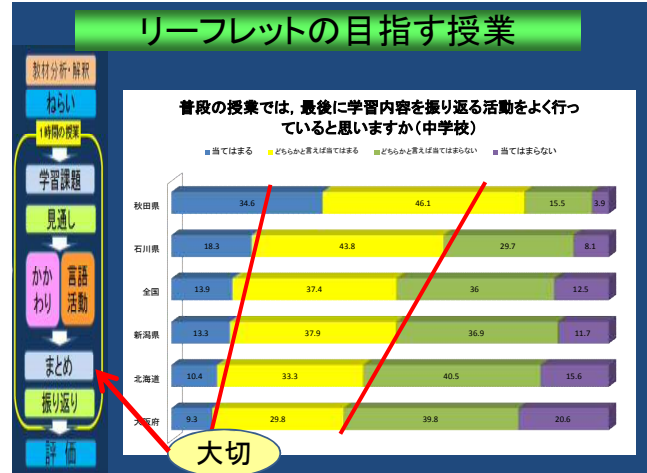 リーフレットの目指す授業
教材分析・解釈
ねらい
1時間の授業
学習課題
見通し
かか
わり
言語
活動
まとめ
振り返り
評価
普段の授業では，最後に学習内容を振り返る活動をよく行っ
ていると思いますか（中学校）
当てはまる どちらかと言えば当てはまる どちらかと言えば当てはまらない 当てはまらない
秋田県 34.6 46.1 15.5 3.9
石川県 18.3 43.8 29.7 8.1
全国 13.9 37.4 36 12.5
新潟県 13.3 37.9 36.9 11.7
北海道 10.4 33.3 40.5 15.6
大阪府 9.3 29.8 39.8 20.6
大切